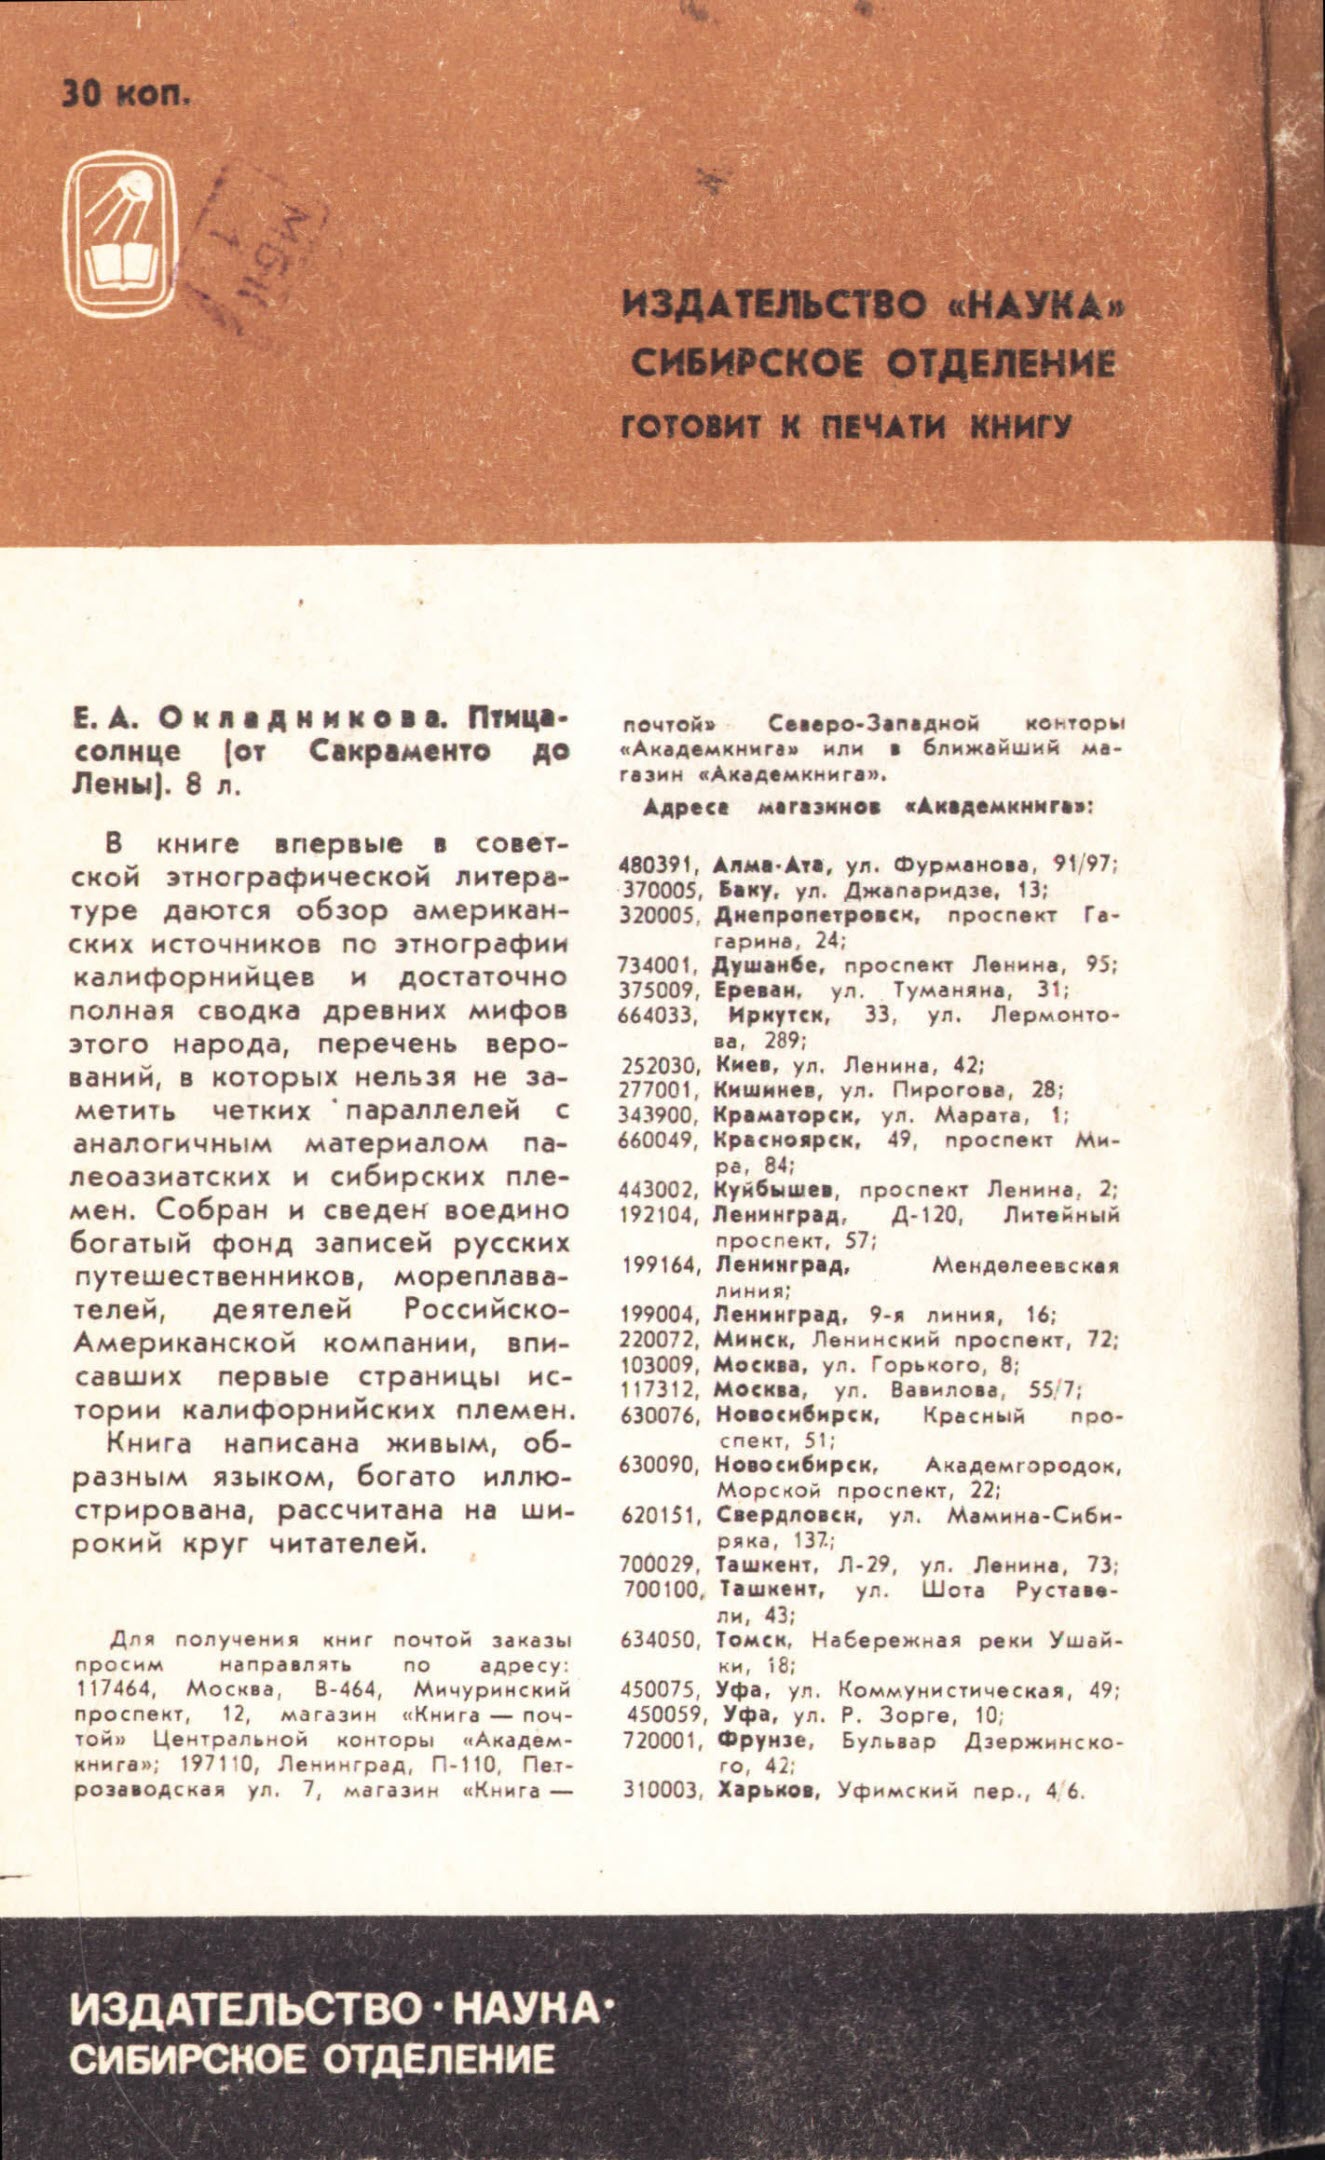 30 коп.
ИЗДАТЕЛЬСТВО «НАУКА»
СИБИРСКОЕ ОТДЕЛЕНИЕ
ГОТОВИТ К ПЕЧАТИ КНИГУ
Е. А. Окладникова. Птица-
солнце (от Сакраменто до
Лены). 8 л.
В книге впервые в совет-
ской этнографической литера-
туре даются обзор американ-
ских источников по этнографии
калифорнийцев и достаточно
полная сводка древних мифов
этого народа, перечень веро-
ваний, в которых нельзя не за-
метить четких параллелей с
аналогичным материалом па-
леоазиатских и сибирских пле-
мен. Собран и сведен воедино
богатый фонд записей русских
путешественников, мореплава-
телей, деятелей Российско-
Американской компании, впи-
савших первые страницы ис-
тории калифорнийских племен.
Книга написана живым, об-
разным языком, богато иллю-
стрирована, рассчитана на ши-
рокий круг читателей.
Для получения книг почтой заказы
просим направлять по адресу:
117464, Москва, В-464, Мичуринский
проспект, 12, магазин «Книга — поч-
той» Центральной конторы «Академ-
книга»; 197110, Ленинград, П-110, Пет-
розаводская ул. 7, магазин «Книга —
почтой» Северо-Западной конторы
«Академкнига» или в ближайший ма-
газин «Академкнига».
Адреса магазинов «Академкнига»:
480391, Алма-Ата, ул. Фурманова, 91/97;
370005, Баку, ул. Джапаридзе, 13;
320005, Днепропетровск, проспект Га-
гарина, 24;
734001, Душанбе, проспект Ленина, 95;
375009, Ереван, ул. Туманяна, 31;
664033, Иркутск, 33, ул. Лермонто-
ва, 289;
252030, Киев, ул. Ленина, 42;
277001, Кишинев, ул. Пирогова, 28;
343900, Краматорск, ул. Марата, 1;
660049, Красноярск, 49, проспект Ми-
ра, 84;
443002, Куйбышев, проспект Ленина, 2;
192104, Ленинград, Д-120, Литейный
проспект, 57;
199164, Ленинград, Менделеевская
линия;
199004, Ленинград, 9-я линия, 16;
220072, Минск, Ленинский проспект, 72;
103009, Москва, ул. Горького, 8;
117312, Москва, ул. Вавилова, 55/7;
630076, Новосибирск, Красный про-
спект, 51;
630090, Новосибирск, Академгородок,
Морской проспект, 22;
620151, Свердловск, ул. Мамина-Сиби-
ряка, 137;
700029, Ташкент, Л-29, ул. Ленина, 73;
700100, Ташкент, ул. Шота Руставе-
ли, 43;
634050, Томск, Набережная реки Ушай-
ки, 18;
450075, Уфа, ул. Коммунистическая, 49;
450059, Уфа, ул. Р. Зорге, 10;
720001, Фрунзе, Бульвар Дзержинско-
го, 42;
310003, Харьков, Уфимский пер., 4/6.
ИЗДАТЕЛЬСТВО · НАУКА ·
СИБИРСКОЕ ОТДЕЛЕНИЕ